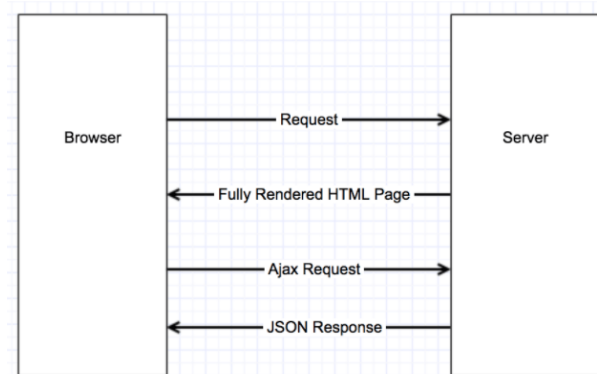 Request
Browser
Server
Fully Rendered HTML Page
Ajax Request
JSON Response